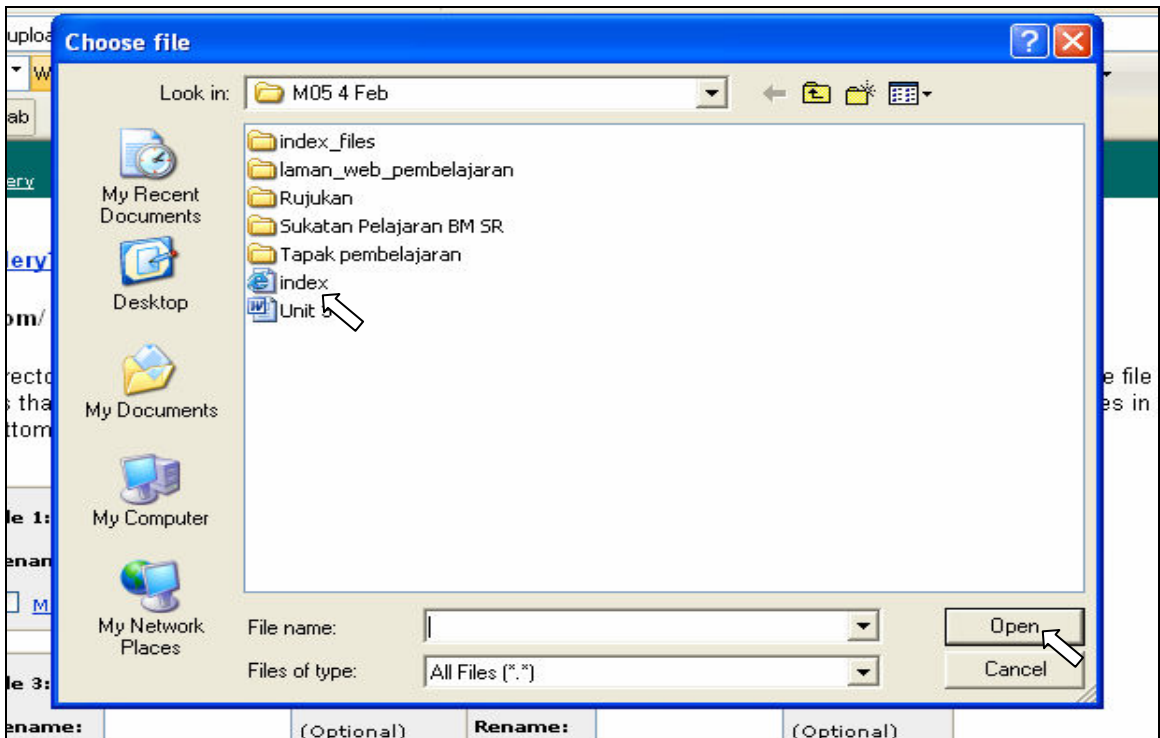 uploa
Choose file
W
Look in: M05 4 Feb
ab
index_files
laman_web_pembelajaran
Rujukan
Sukatan Pelajaran BM SR
Tapak pembelajaran
index
Unit
ery
My Recent
Documents
ery
Desktop
om/
recto
e file
s tha
es in
My Documents
ttom
le 1:
My Computer
enam
M
My Network
Places
File name:
Open
Files of type: All Files (*.*)
Cancel
le 3:
ename: (Optional) Rename: (Optional)